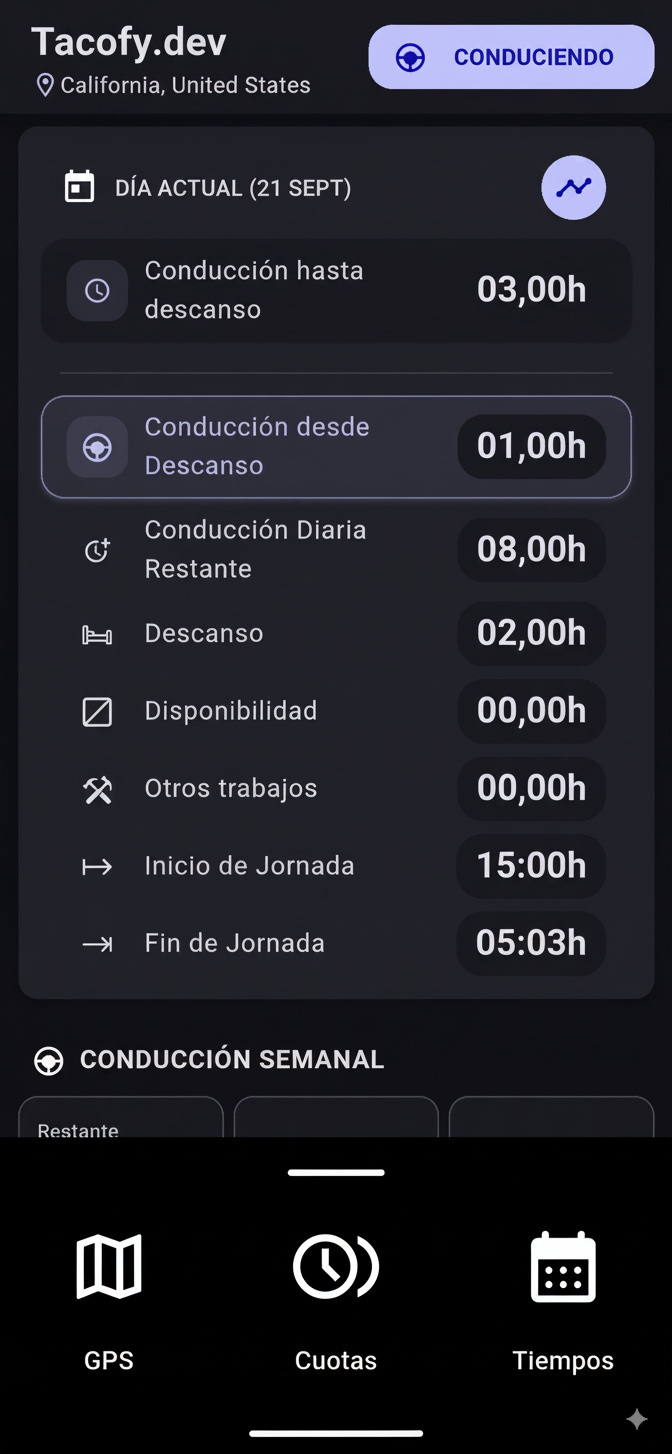 Tacofy.dev
California, United States
CONDUCIENDO
DÍA ACTUAL (21 SEPT)
Conducción hasta
descanso
03,00h
Conducción desde
Descanso
01,00h
Conducción Diaria
Restante
08,00h
Descanso
02,00h
Disponibilidad
00,00h
Otros trabajos
00,00h
Inicio de Jornada
15:00h
Fin de Jornada
05:03h
CONDUCCIÓN SEMANAL
Restante
GPS
Cuotas
Tiempos